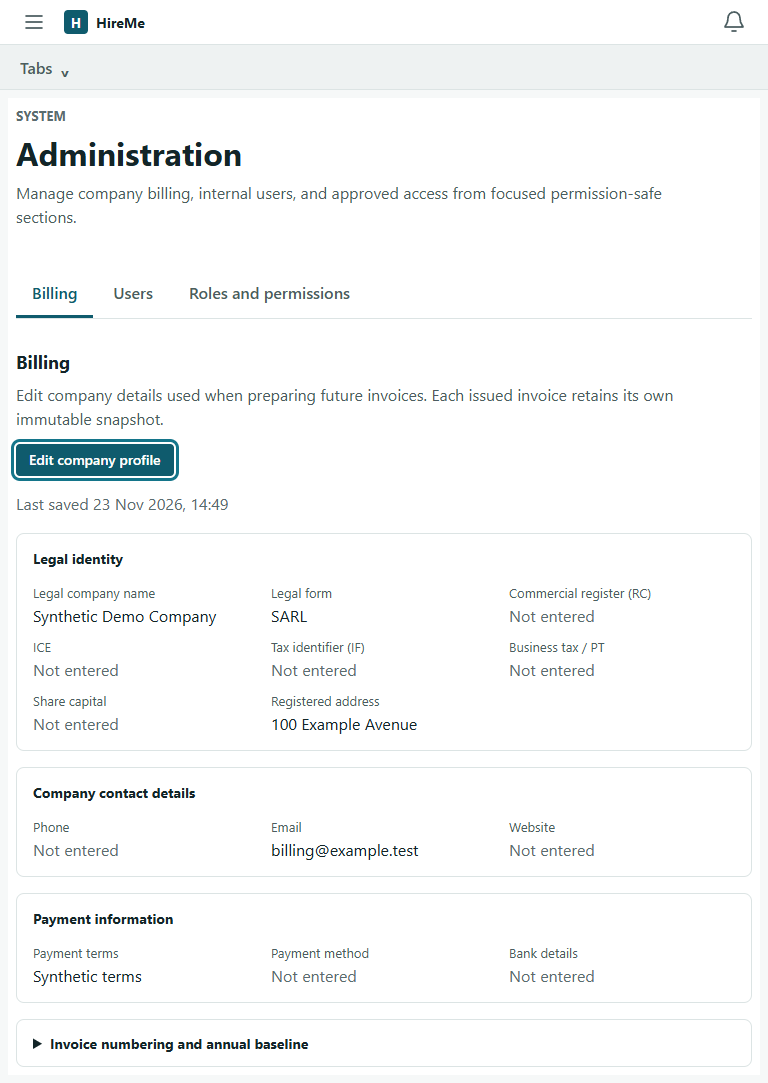 H HireMe
Tabs v
SYSTEM
Administration
Manage company billing, internal users, and approved access from focused permission-safe
sections.
Billing Users Roles and permissions
Billing
Edit company details used when preparing future invoices. Each issued invoice retains its own
immutable snapshot.
Edit company profile
Last saved 23 Nov 2026, 14:49
Legal identity
Legal company name Legal form Commercial register (RC)
Synthetic Demo Company SARL Not entered
ICE Tax identifier (IF) Business tax / PT
Not entered Not entered Not entered
Share capital Registered address
Not entered 100 Example Avenue
Company contact details
Phone Email Website
Not entered billing@example.test Not entered
Payment information
Payment terms Payment method Bank details
Synthetic terms Not entered Not entered
Invoice numbering and annual baseline